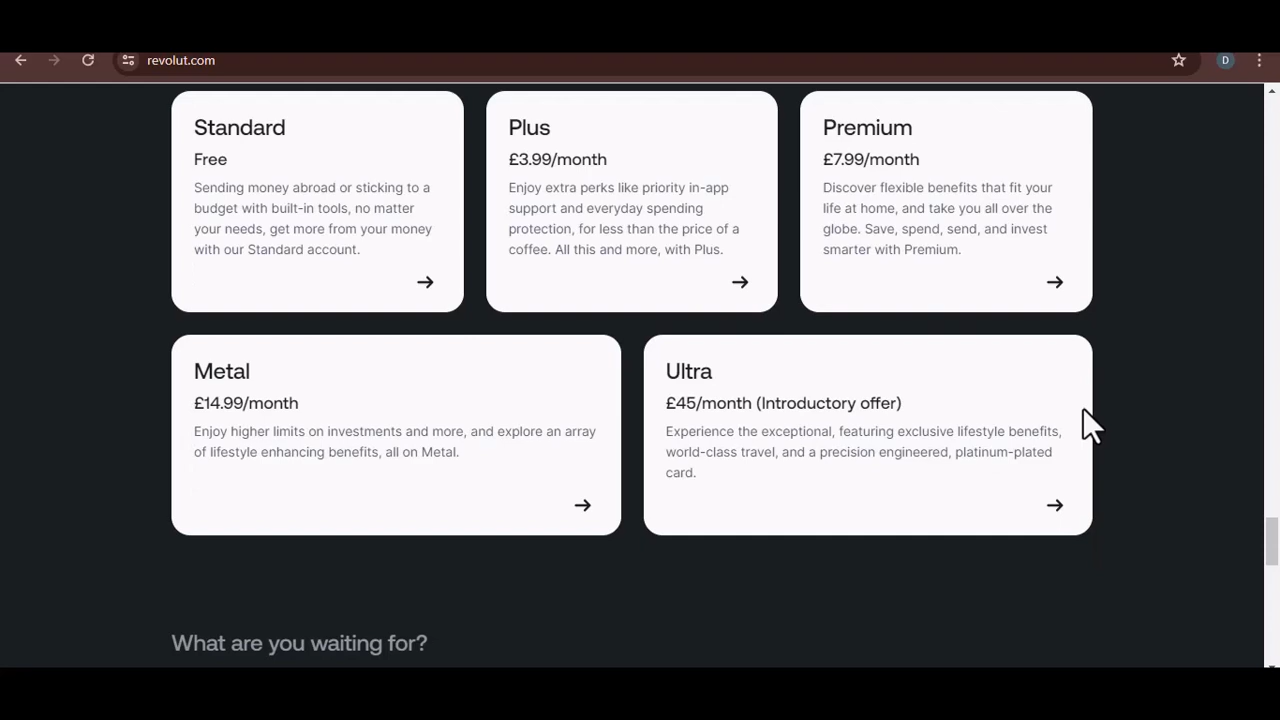 revolut.com
D
Standard
Free
Sending money abroad or sticking to a
budget with built-in tools, no matter
your needs, get more from your money
with our Standard account.
Plus
£3.99/month
Enjoy extra perks like priority in-app
support and everyday spending
protection, for less than the price of a
coffee. All this and more, with Plus.
Premium
£7.99/month
Discover flexible benefits that fit your
life at home, and take you all over the
globe. Save, spend, send, and invest
smarter with Premium.
Metal
£14.99/month
Enjoy higher limits on investments and more, and explore an array
of lifestyle enhancing benefits, all on Metal.
Ultra
£45/month (Introductory offer)
Experience the exceptional, featuring exclusive lifestyle benefits,
world-class travel, and a precision engineered, platinum-plated
card.
What are you waiting for?